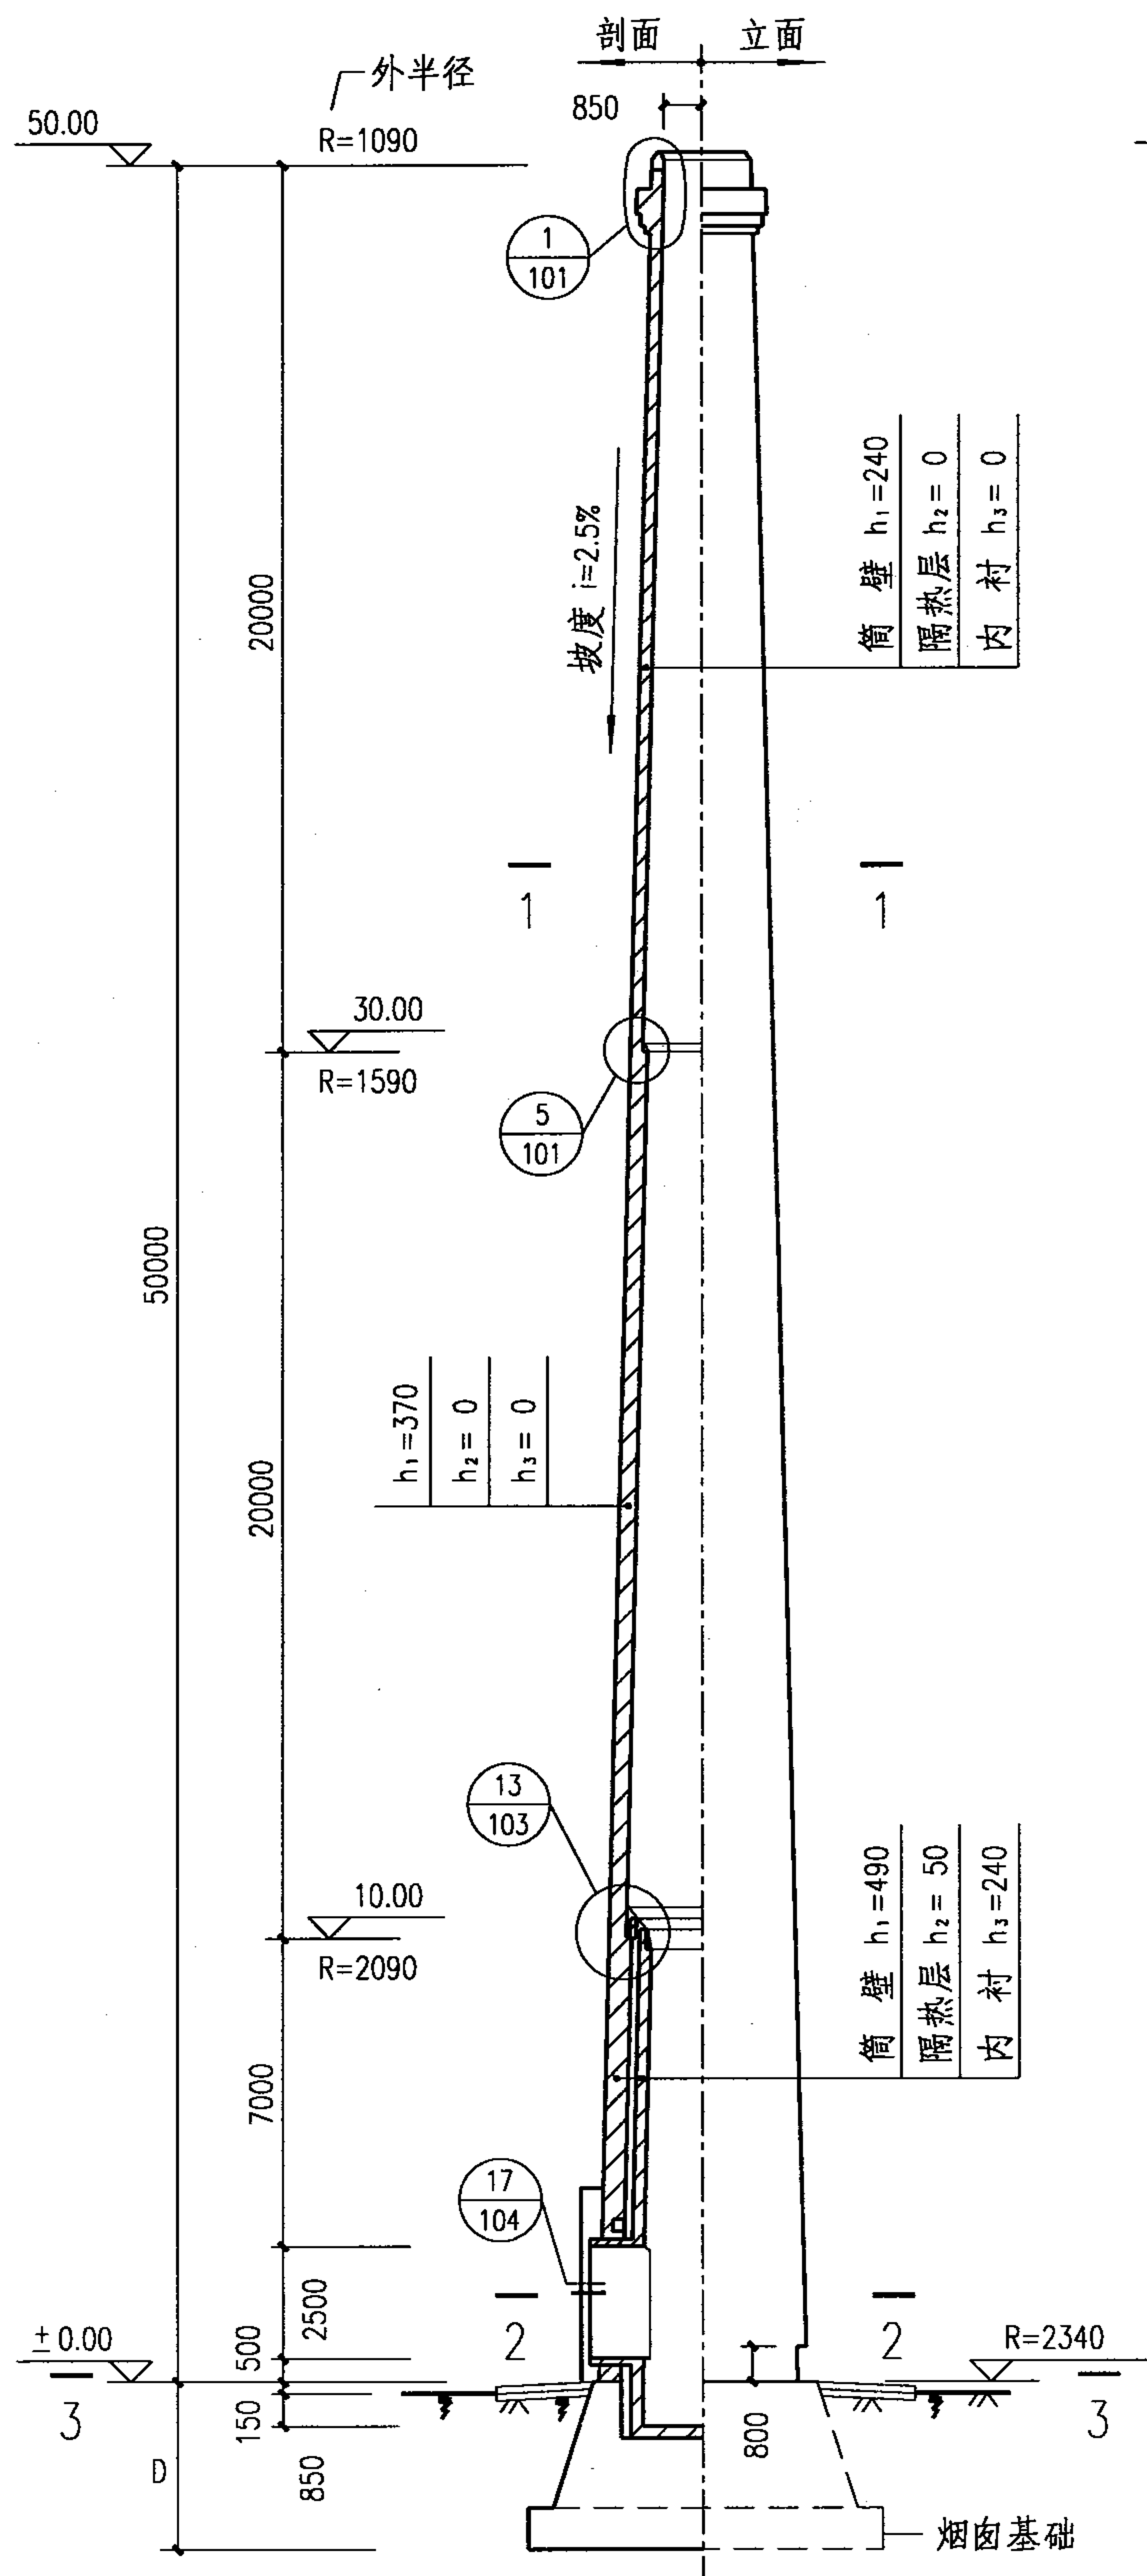 剖面 立面
外半径
850
50.00
R=1090
1
101
20000
坡度 i=2.5%
筒 壁 h₁=240
隔热层 h₂= 0
内 衬 h₃= 0
1 1
30.00
R=1590
5
101
50000
h₁=370
h₂= 0
h₃= 0
20000
13
103
10.00
R=2090
筒 壁 h₁=490
隔热层 h₂= 50
内 衬 h₃=240
7000
17
104
2500
2 2
±0.00
500
R=2340
3 3
150
800
D
850
烟囱基础